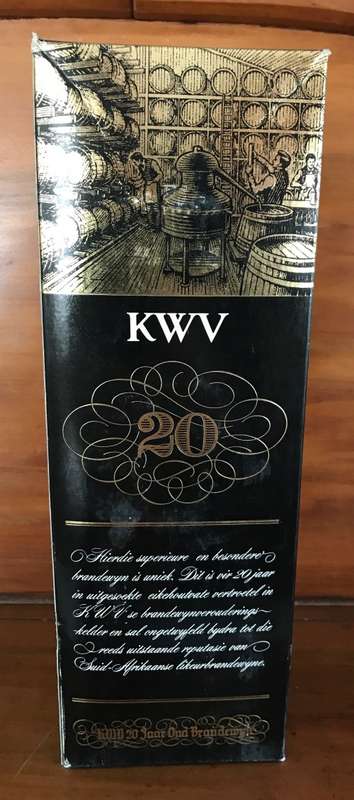 KWV
20
Hierdie superieure en besondere
brandewyn is uniek. Dit is vir 20 jaar
in uitgesoekte eikehoutvate vertroetel in
KWV se brandewynverouderings-
kelder en sal ongetwyfeld bydra tot die
reeds uitstaande reputasie van
Suid-Afrikaanse likeurbrandewyne.
KWV 20 Jaar Oud Brandewyn